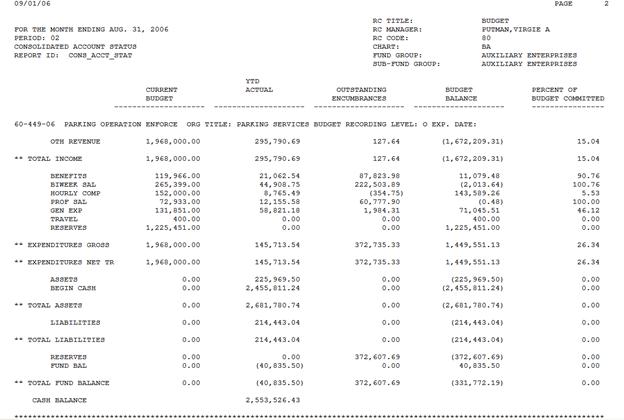 09/01/06 PAGE 2
RC TITLE: BUDGET
FOR THE MONTH ENDING AUG. 31, 2006 RC MANAGER: PUTMAN,VIRGIE A
PERIOD: 02 RC CODE: 80
CONSOLIDATED ACCOUNT STATUS CHART: BA
REPORT ID: CONS_ACCT_STAT FUND GROUP: AUXILIARY ENTERPRISES
SUB-FUND GROUP: AUXILIARY ENTERPRISES
YTD
CURRENT ACTUAL OUTSTANDING BUDGET PERCENT OF
BUDGET ENCUMBRANCES BALANCE BUDGET COMMITTED
60-449-06 PARKING OPERATION ENFORCE ORG TITLE: PARKING SERVICES BUDGET RECORDING LEVEL: O EXP. DATE:
OTH REVENUE 1,968,000.00 295,790.69 127.64 (1,672,209.31) 15.04
** TOTAL INCOME 1,968,000.00 295,790.69 127.64 (1,672,209.31) 15.04
BENEFITS 119,966.00 21,062.54 87,823.98 11,079.48 90.76
BIWEEK SAL 265,399.00 44,908.75 222,503.89 (2,013.64) 100.76
HOURLY COMP 152,000.00 8,765.49 (354.75) 143,589.26 5.53
PROF SAL 72,933.00 12,155.58 60,777.90 (0.48) 100.00
GEN EXP 131,851.00 58,821.18 1,984.31 71,045.51 46.12
TRAVEL 400.00 0.00 0.00 400.00 0.00
RESERVES 1,225,451.00 0.00 0.00 1,225,451.00 0.00
** EXPENDITURES GROSS 1,968,000.00 145,713.54 372,735.33 1,449,551.13 26.34
** EXPENDITURES NET TR 1,968,000.00 145,713.54 372,735.33 1,449,551.13 26.34
ASSETS 0.00 225,969.50 0.00 (225,969.50) 0.00
BEGIN CASH 0.00 2,455,811.24 0.00 (2,455,811.24) 0.00
** TOTAL ASSETS 0.00 2,681,780.74 0.00 (2,681,780.74) 0.00
LIABILITIES 0.00 214,443.04 0.00 (214,443.04) 0.00
** TOTAL LIABILITIES 0.00 214,443.04 0.00 (214,443.04) 0.00
RESERVES 0.00 0.00 372,607.69 (372,607.69) 0.00
FUND BAL 0.00 (40,835.50) 0.00 40,835.50 0.00
** TOTAL FUND BALANCE 0.00 (40,835.50) 372,607.69 (331,772.19) 0.00
CASH BALANCE 2,553,526.43